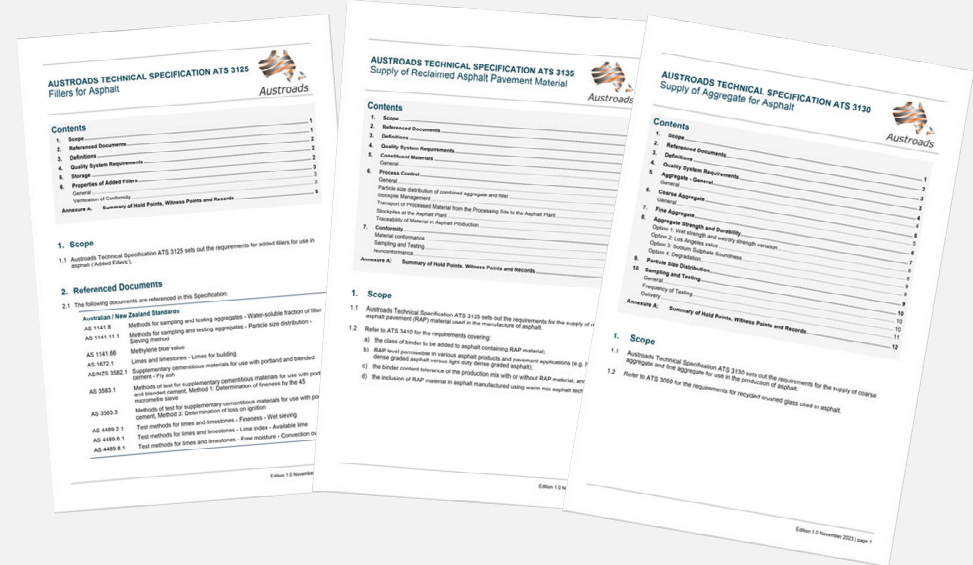 AUSTROADS TECHNICAL SPECIFICATION ATS 3125
Fillers for Asphalt
Austroads
Contents
1. Scope 1
2. Referenced Documents 1
3. Definitions 2
4. Quality System Requirements 2
5. Storage 2
6. Properties of Added Fillers 3
General 3
Verification of Conformity 3
Annexure A: Summary of Hold Points, Witness Points and Records
1. Scope
1.1 Austroads Technical Specification ATS 3125 sets out the requirements for added fillers for use in
asphalt ('Added Fillers').
2. Referenced Documents
2.1 The following documents are referenced in this Specification:
Australian / New Zealand Standards
AS 1141.8 Methods for sampling and testing aggregates - Water-soluble fraction of filler
AS 1141.11.1 Methods for sampling and testing aggregates - Particle size distribution -
Sieving method
AS 1141.66 Methylene blue value
AS 1672.1 Limes and limestones - Limes for building
AS/NZS 3582.1 Supplementary cementitious materials for use with portland and blended
cement - Fly ash
AS 3583.1 Methods of test for supplementary cementitious materials for use with
and blended cement, Method 1: Determination of fineness by the 45
micrometre sieve
AS 3583.3 Methods of test for supplementary cementitious materials for use with
cement, Method 3: Determination of loss on ignition
AS 4489.2.1 Test methods for limes and limestones - Fineness - Wet sieving
AS 4489.6.1 Test methods for limes and limestones - Lime index - Available lime
AS 4489.8.1 Test methods for limes and limestones - Free moisture - Convection
Edition 1.0 November
AUSTROADS TECHNICAL SPECIFICATION ATS 3135
Supply of Reclaimed Asphalt Pavement Material
Austroads
Contents
1. Scope
2. Referenced Documents
3. Definitions
4. Quality System Requirements
5. Constituent Materials
General
6. Process Control
General
Particle size distribution of combined aggregate and filler
Stockpile Management
Transport of Processed Material from the Processing Site to the Asphalt Plant
Stockpiles at the Asphalt Plant
Traceability of Material in Asphalt Production
7. Conformity
Material conformance
Sampling and Testing
Nonconformance
Annexure A: Summary of Hold Points, Witness Points and Records
1. Scope
1.1 Austroads Technical Specification ATS 3135 sets out the requirements for the supply of
asphalt pavement (RAP) material used in the manufacture of asphalt.
1.2 Refer to ATS 3410 for the requirements covering:
a) the class of binder to be added to asphalt containing RAP material;
b) RAP level permissible in various asphalt products and pavement applications (e.g.
dense graded asphalt versus light duty dense graded asphalt);
c) the binder content tolerance of the production mix with or without RAP material, and
d) the inclusion of RAP material in asphalt manufactured using warm mix asphalt
Edition 1.0
AUSTROADS TECHNICAL SPECIFICATION ATS 3130
Supply of Aggregate for Asphalt
Austroads
Contents
1. Scope 1
2. Referenced Documents
3. Definitions
4. Quality System Requirements
5. Aggregate - General
General
6. Coarse Aggregate
General
7. Fine Aggregate
8. Aggregate Strength and Durability
Option 1: Wet strength and wet/dry strength variation
Option 2: Los Angeles value
Option 3: Sodium Sulphate Soundness
Option 4: Degradation
9. Particle Size Distribution
10. Sampling and Testing
General
Frequency of Testing
Delivery
Annexure A: Summary of Hold Points, Witness Points and Records 12
1. Scope
1.1 Austroads Technical Specification ATS 3130 sets out the requirements for the supply of coarse
aggregate and fine aggregate for use in the production of asphalt.
1.2 Refer to ATS 3050 for the requirements for recycled crushed glass used in asphalt.
Edition 1.0 November 2023 | page 1